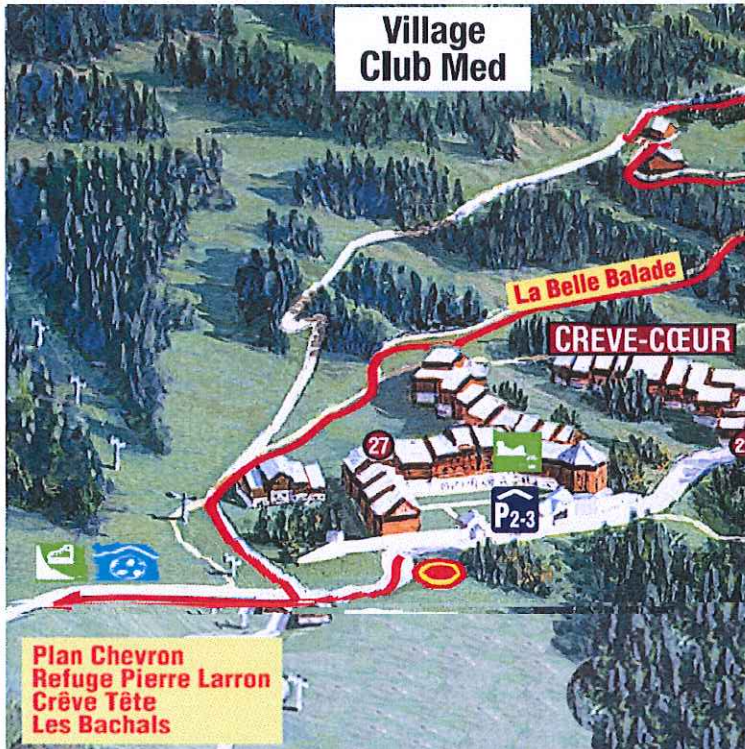 Village
Club Med
La Belle Balade
CREVE-CŒUR
27
2
P2-3
Plan Chevron
Refuge Pierre Larron
Crêve Tête
Les Bachals